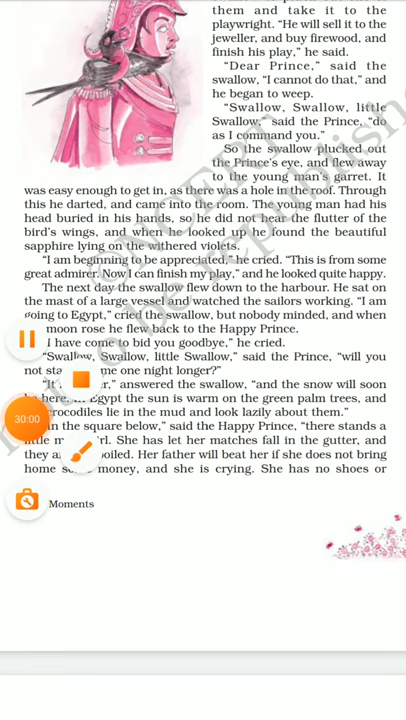 them and take it to the
playwright. “He will sell it to the
jeweller, and buy firewood, and
finish his play,” he said.
“Dear Prince,” said the
swallow, “I cannot do that,” and
he began to weep.
“Swallow, Swallow, little
Swallow,” said the Prince, “do
as I command you.”
So the swallow plucked out
the Prince’s eye, and flew away
to the young man’s garret. It
was easy enough to get in, as there was a hole in the roof. Through
this he darted, and came into the room. The young man had his
head buried in his hands, so he did not hear the flutter of the
bird’s wings, and when he looked up he found the beautiful
sapphire lying on the withered violets.
“I am beginning to be appreciated,” he cried. “This is from some
great admirer. Now I can finish my play,” and he looked quite happy.
The next day the swallow flew down to the harbour. He sat on
the mast of a large vessel and watched the sailors working. “I am
going to Egypt,” cried the swallow, but nobody minded, and when
moon rose he flew back to the Happy Prince.
I have come to bid you goodbye,” he cried.
“Swallow, Swallow, little Swallow,” said the Prince, “will you
not me one night longer?”
answered the swallow, “and the snow will soon
here. Egypt the sun is warm on the green palm trees, and
crocodiles lie in the mud and look lazily about them.”
in the square below,” said the Happy Prince, “there stands a
30:00
little She has let her matches fall in the gutter, and
they Her father will beat her if she does not bring
home money, and she is crying. She has no shoes or
Moments
© NCERT
not to be republished